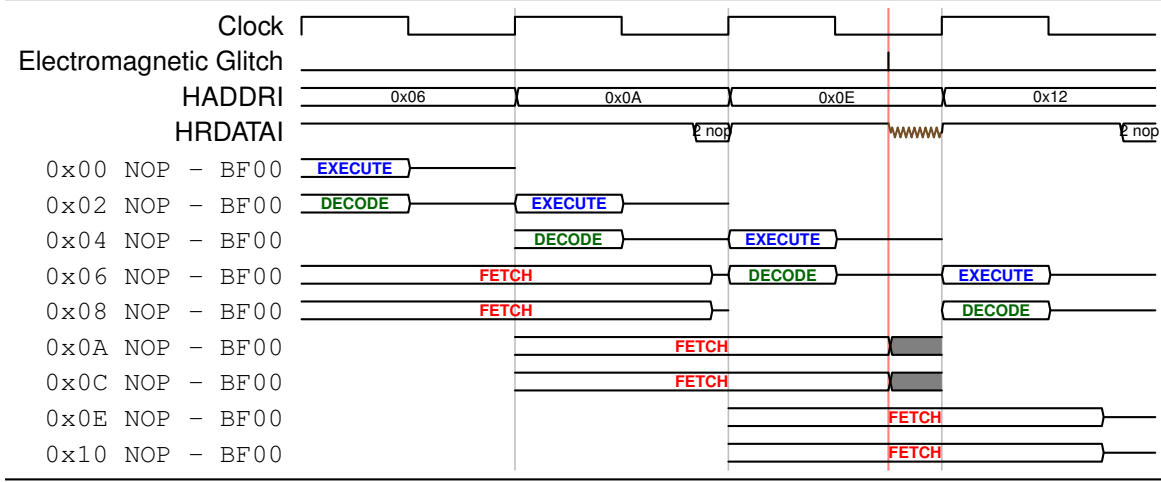 Clock
Electromagnetic Glitch
HADDRI 0x06 0x0A 0x0E 0x12
HRDATAI 2 nop 2 nop
0x00 NOP – BF00 EXECUTE
0x02 NOP – BF00 DECODE EXECUTE
0x04 NOP – BF00 DECODE EXECUTE
0x06 NOP – BF00 FETCH DECODE EXECUTE
0x08 NOP – BF00 FETCH DECODE
0x0A NOP – BF00 FETCH
0x0C NOP – BF00 FETCH
0x0E NOP – BF00 FETCH
0x10 NOP – BF00 FETCH